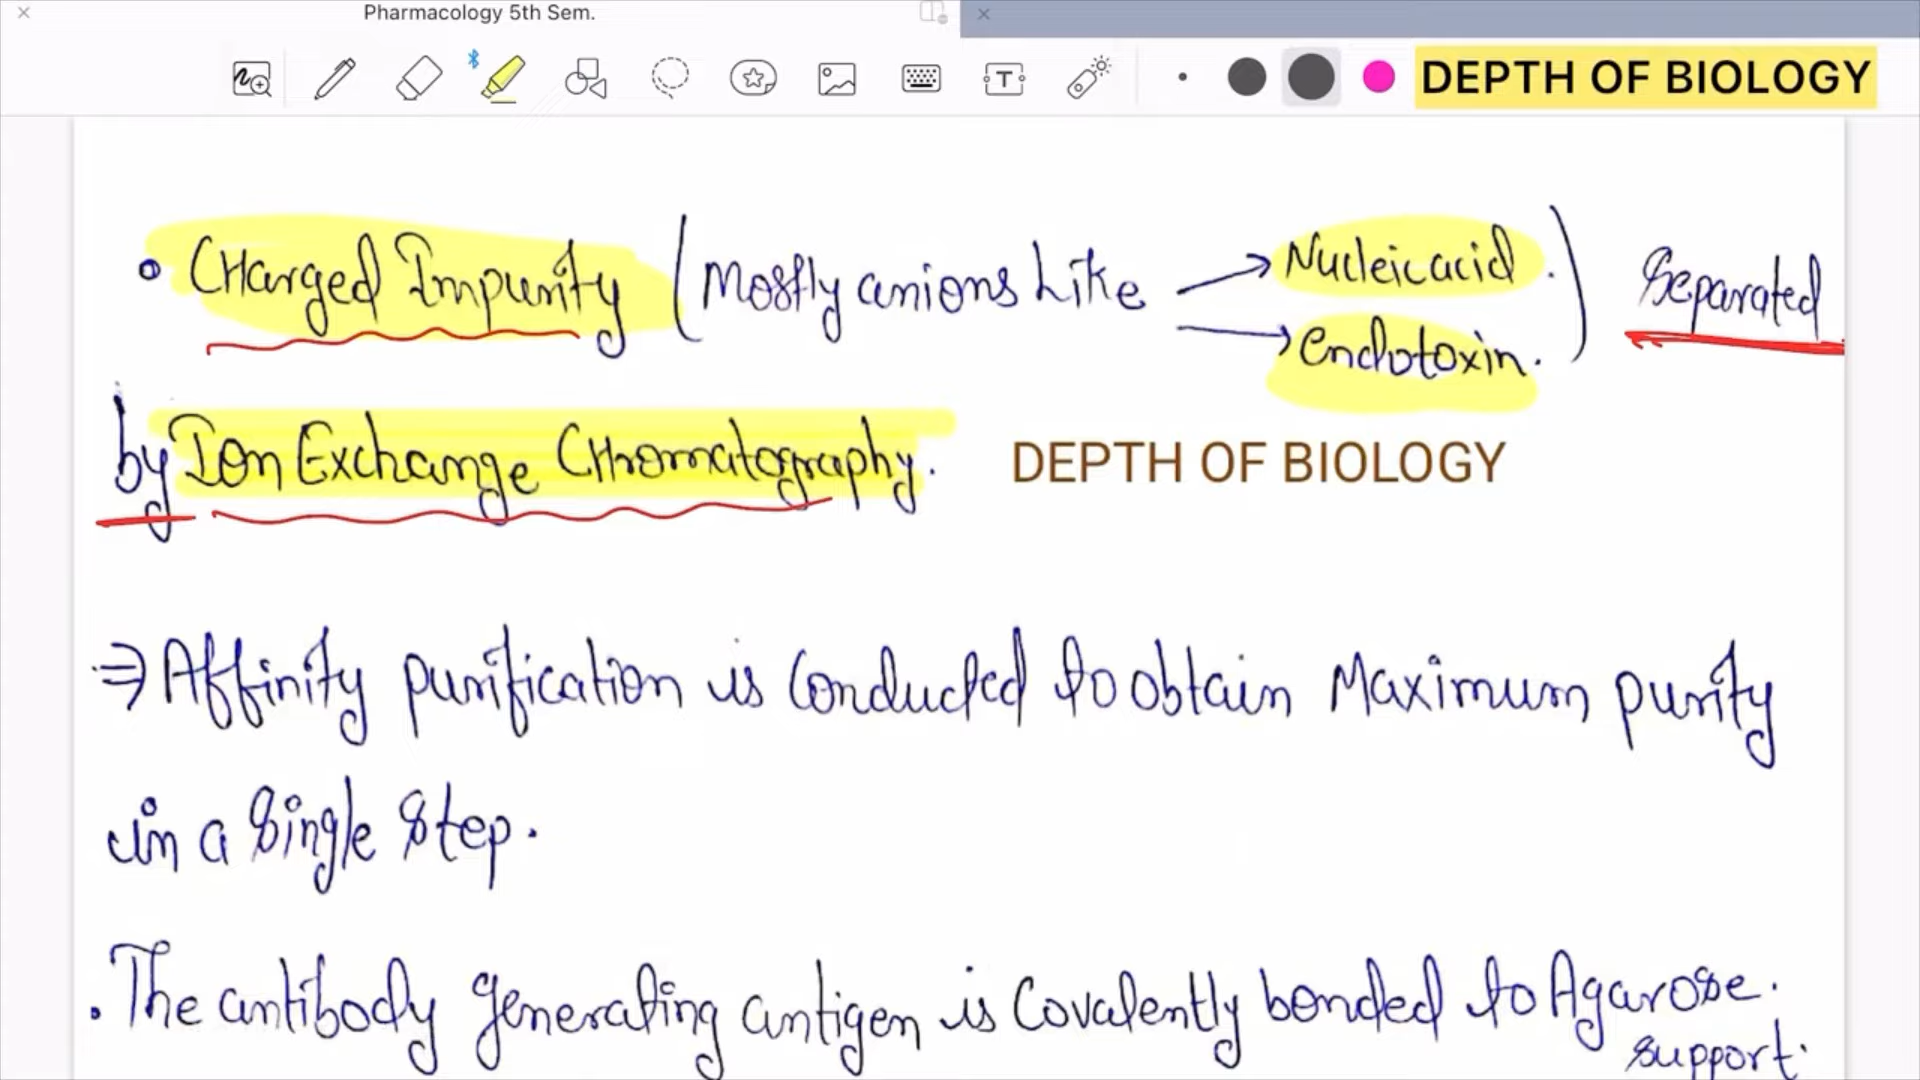 Pharmacology 5th Sem.
DEPTH OF BIOLOGY
• Charged Impurity (Mostly anions Like → Nucleic acid.
→ endotoxin.) Separated
by Ion Exchange Chromatography.
DEPTH OF BIOLOGY
⇒ Affinity purification is Conducted to obtain Maximum purity
in a Single Step.
• The antibody generating antigen is Covalently bonded to Agarose
support.